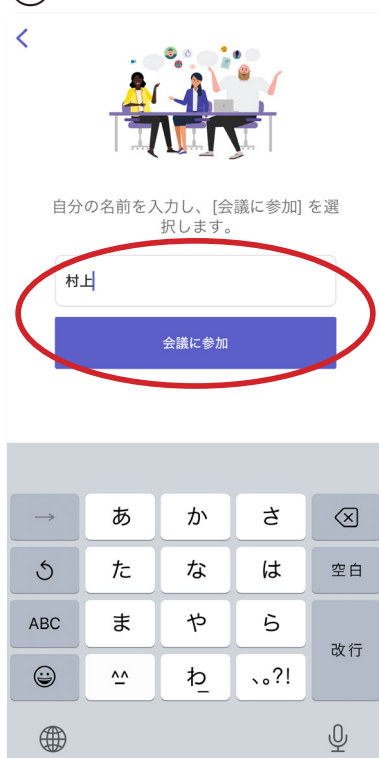 自分の名前を入力し、[会議に参加] を選
択します。
村上
会議に参加
→ あ か さ
た な は 空白
ABC ま や ら
改行
^^ わ_ 、。?!